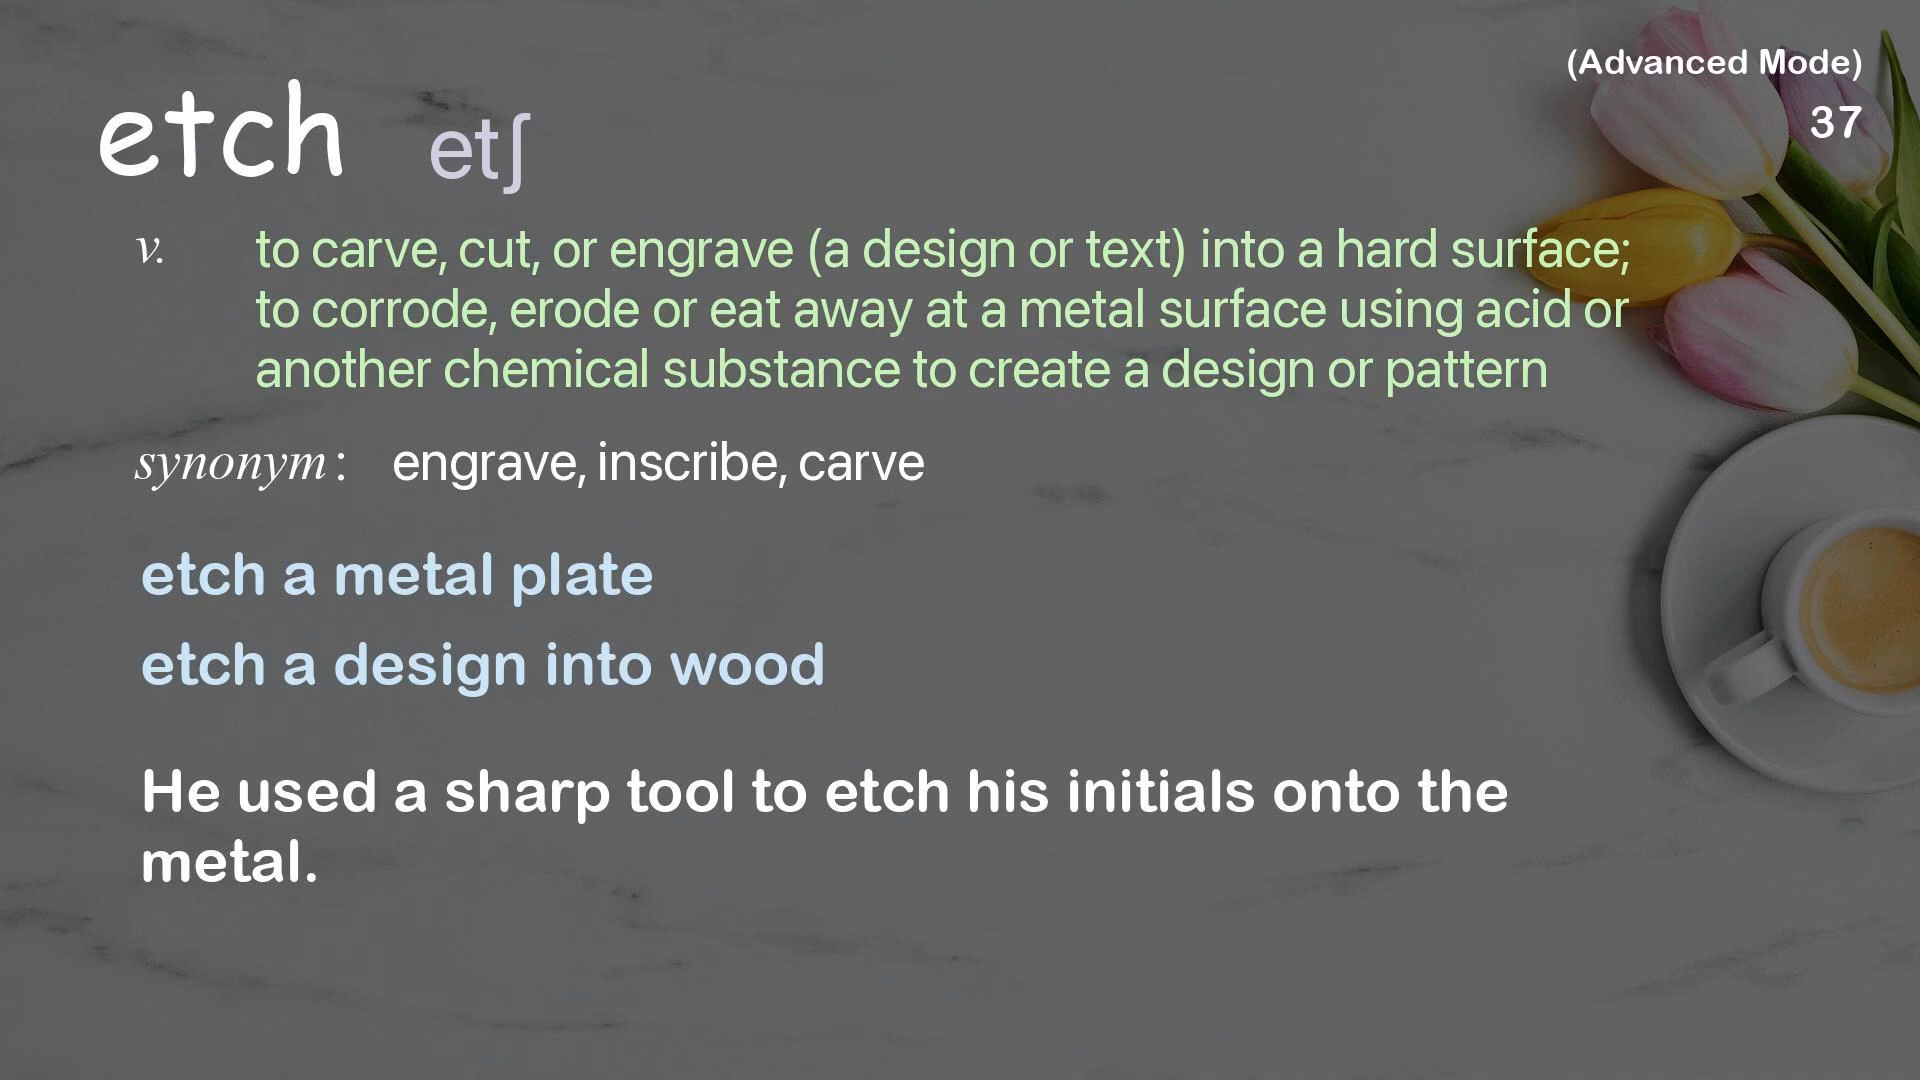 (Advanced Mode)
37
etch etʃ
v. to carve, cut, or engrave (a design or text) into a hard surface;
to corrode, erode or eat away at a metal surface using acid or
another chemical substance to create a design or pattern
synonym: engrave, inscribe, carve
etch a metal plate
etch a design into wood
He used a sharp tool to etch his initials onto the
metal.